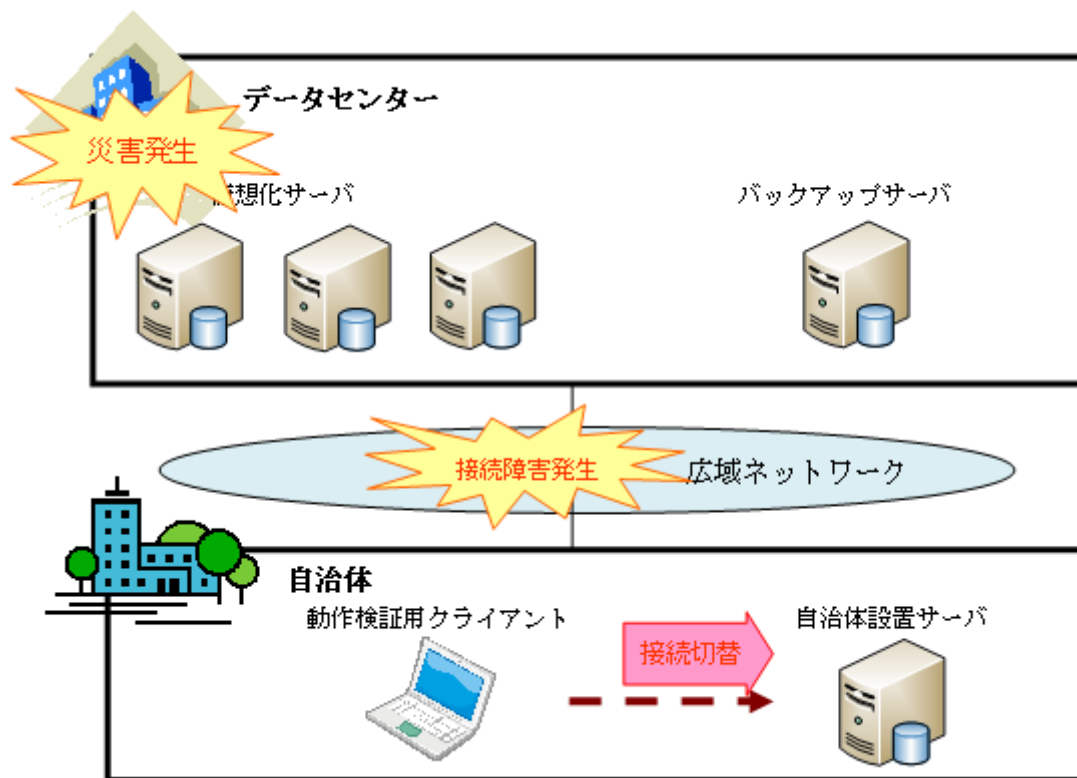 データセンター
災害発生
想化サーバ
バックアップサーバ
接続障害発生
広域ネットワーク
自治体
動作検証用クライアント
自治体設置サーバ
接続切替